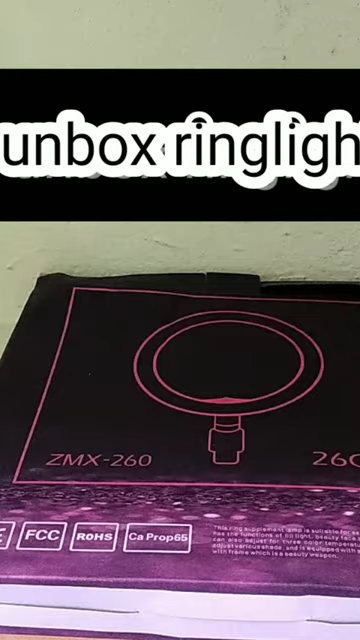 unbox ringligh
ZMX-260
260
FCC
RoHS
Ca Prop65
This ring supplement lamp is suitable for
has the functions of fill light, beauty
can also adjust for three color
adjust various shade, and is equipped with
with frame which is a beauty weapon.